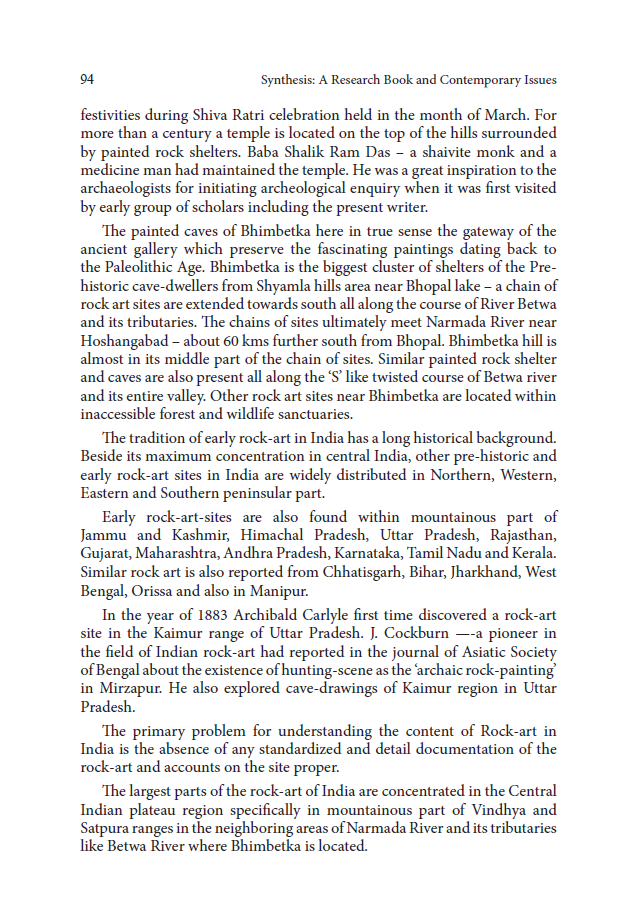 94 Synthesis: A Research Book and Contemporary Issues
festivities during Shiva Ratri celebration held in the month of March. For
more than a century a temple is located on the top of the hills surrounded
by painted rock shelters. Baba Shalik Ram Das – a shaivite monk and a
medicine man had maintained the temple. He was a great inspiration to the
archaeologists for initiating archeological enquiry when it was first visited
by early group of scholars including the present writer.
The painted caves of Bhimbetka here in true sense the gateway of the
ancient gallery which preserve the fascinating paintings dating back to
the Paleolithic Age. Bhimbetka is the biggest cluster of shelters of the Pre-
historic cave-dwellers from Shyamla hills area near Bhopal lake – a chain of
rock art sites are extended towards south all along the course of River Betwa
and its tributaries. The chains of sites ultimately meet Narmada River near
Hoshangabad – about 60 kms further south from Bhopal. Bhimbetka hill is
almost in its middle part of the chain of sites. Similar painted rock shelter
and caves are also present all along the ‘S’ like twisted course of Betwa river
and its entire valley. Other rock art sites near Bhimbetka are located within
inaccessible forest and wildlife sanctuaries.
The tradition of early rock-art in India has a long historical background.
Beside its maximum concentration in central India, other pre-historic and
early rock-art sites in India are widely distributed in Northern, Western,
Eastern and Southern peninsular part.
Early rock-art-sites are also found within mountainous part of
Jammu and Kashmir, Himachal Pradesh, Uttar Pradesh, Rajasthan,
Gujarat, Maharashtra, Andhra Pradesh, Karnataka, Tamil Nadu and Kerala.
Similar rock art is also reported from Chhatisgarh, Bihar, Jharkhand, West
Bengal, Orissa and also in Manipur.
In the year of 1883 Archibald Carlyle first time discovered a rock-art
site in the Kaimur range of Uttar Pradesh. J. Cockburn —-a pioneer in
the field of Indian rock-art had reported in the journal of Asiatic Society
of Bengal about the existence of hunting-scene as the ‘archaic rock-painting’
in Mirzapur. He also explored cave-drawings of Kaimur region in Uttar
Pradesh.
The primary problem for understanding the content of Rock-art in
India is the absence of any standardized and detail documentation of the
rock-art and accounts on the site proper.
The largest parts of the rock-art of India are concentrated in the Central
Indian plateau region specifically in mountainous part of Vindhya and
Satpura ranges in the neighboring areas of Narmada River and its tributaries
like Betwa River where Bhimbetka is located.